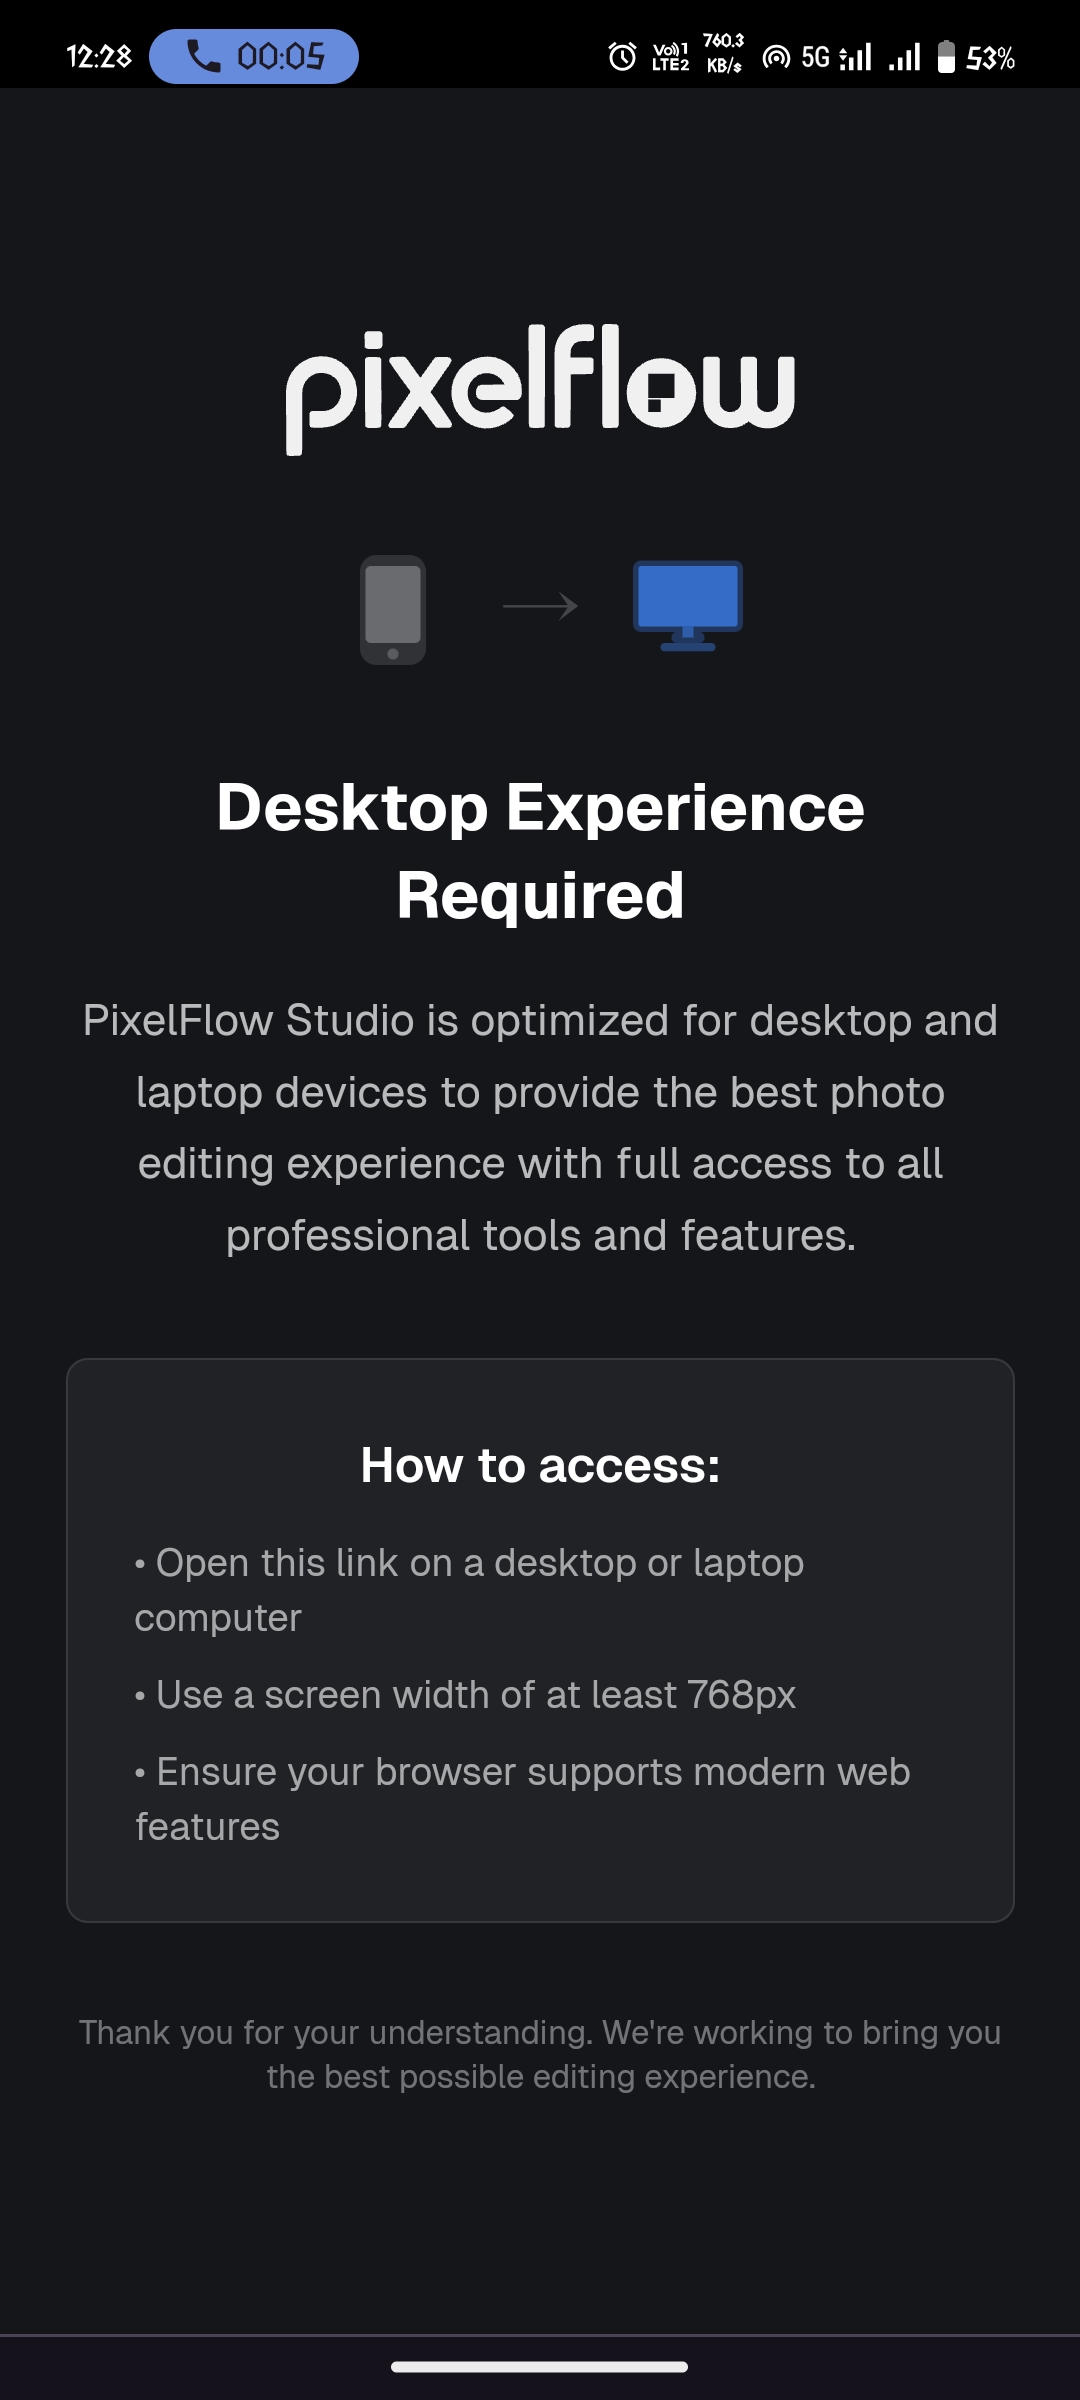 12:28 00:05 Vo)) 1 LTE2 760.3 KB/s 5G 53%
pixelflow
Desktop Experience
Required
PixelFlow Studio is optimized for desktop and
laptop devices to provide the best photo
editing experience with full access to all
professional tools and features.
How to access:
• Open this link on a desktop or laptop
computer
• Use a screen width of at least 768px
• Ensure your browser supports modern web
features
Thank you for your understanding. We're working to bring you
the best possible editing experience.